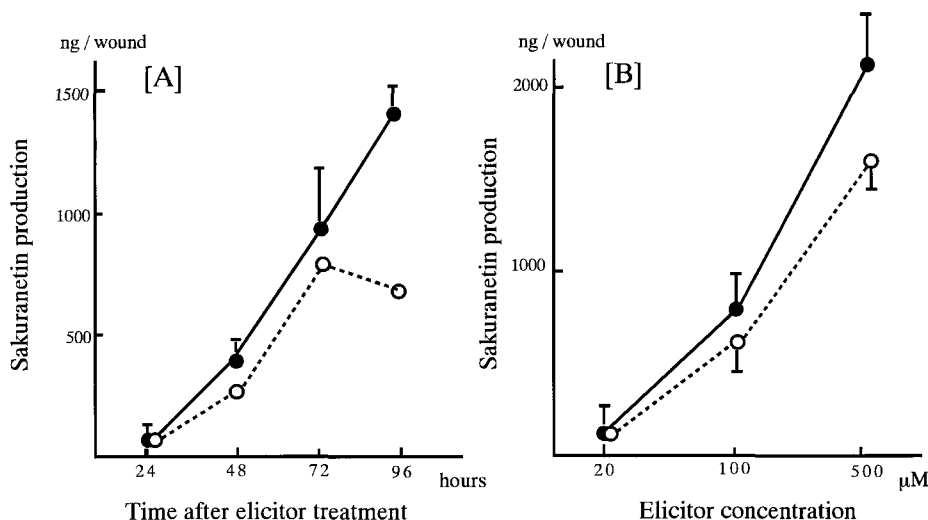 ng / wound
[A]
1500
1000
500
Sakuranetin production
24 48 72 96
hours
Time after elicitor treatment
ng / wound
[B]
2000
1000
Sakuranetin production
20 100 500
μM
Elicitor concentration